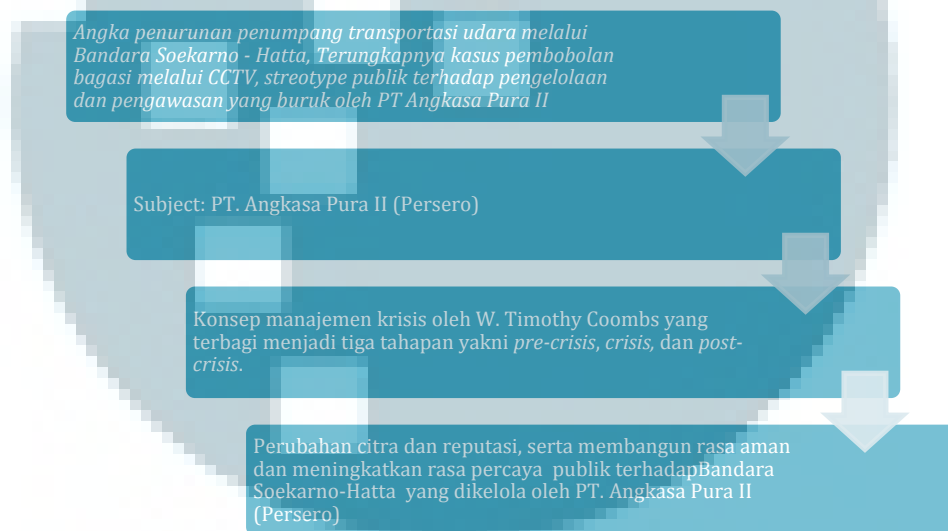 Angka penurunan penumpang transportasi udara melalui
Bandara Soekarno - Hatta, Terungkapnya kasus pembobolan
bagasi melalui CCTV, streotype publik terhadap pengelolaan
dan pengawasan yang buruk oleh PT Angkasa Pura II
Subject: PT. Angkasa Pura II (Persero)
Konsep manajemen krisis oleh W. Timothy Coombs yang
terbagi menjadi tiga tahapan yakni pre-crisis, crisis, dan post-
crisis.
Perubahan citra dan reputasi, serta membangun rasa aman
dan meningkatkan rasa percaya publik terhadapBandara
Soekarno-Hatta yang dikelola oleh PT. Angkasa Pura II
(Persero)